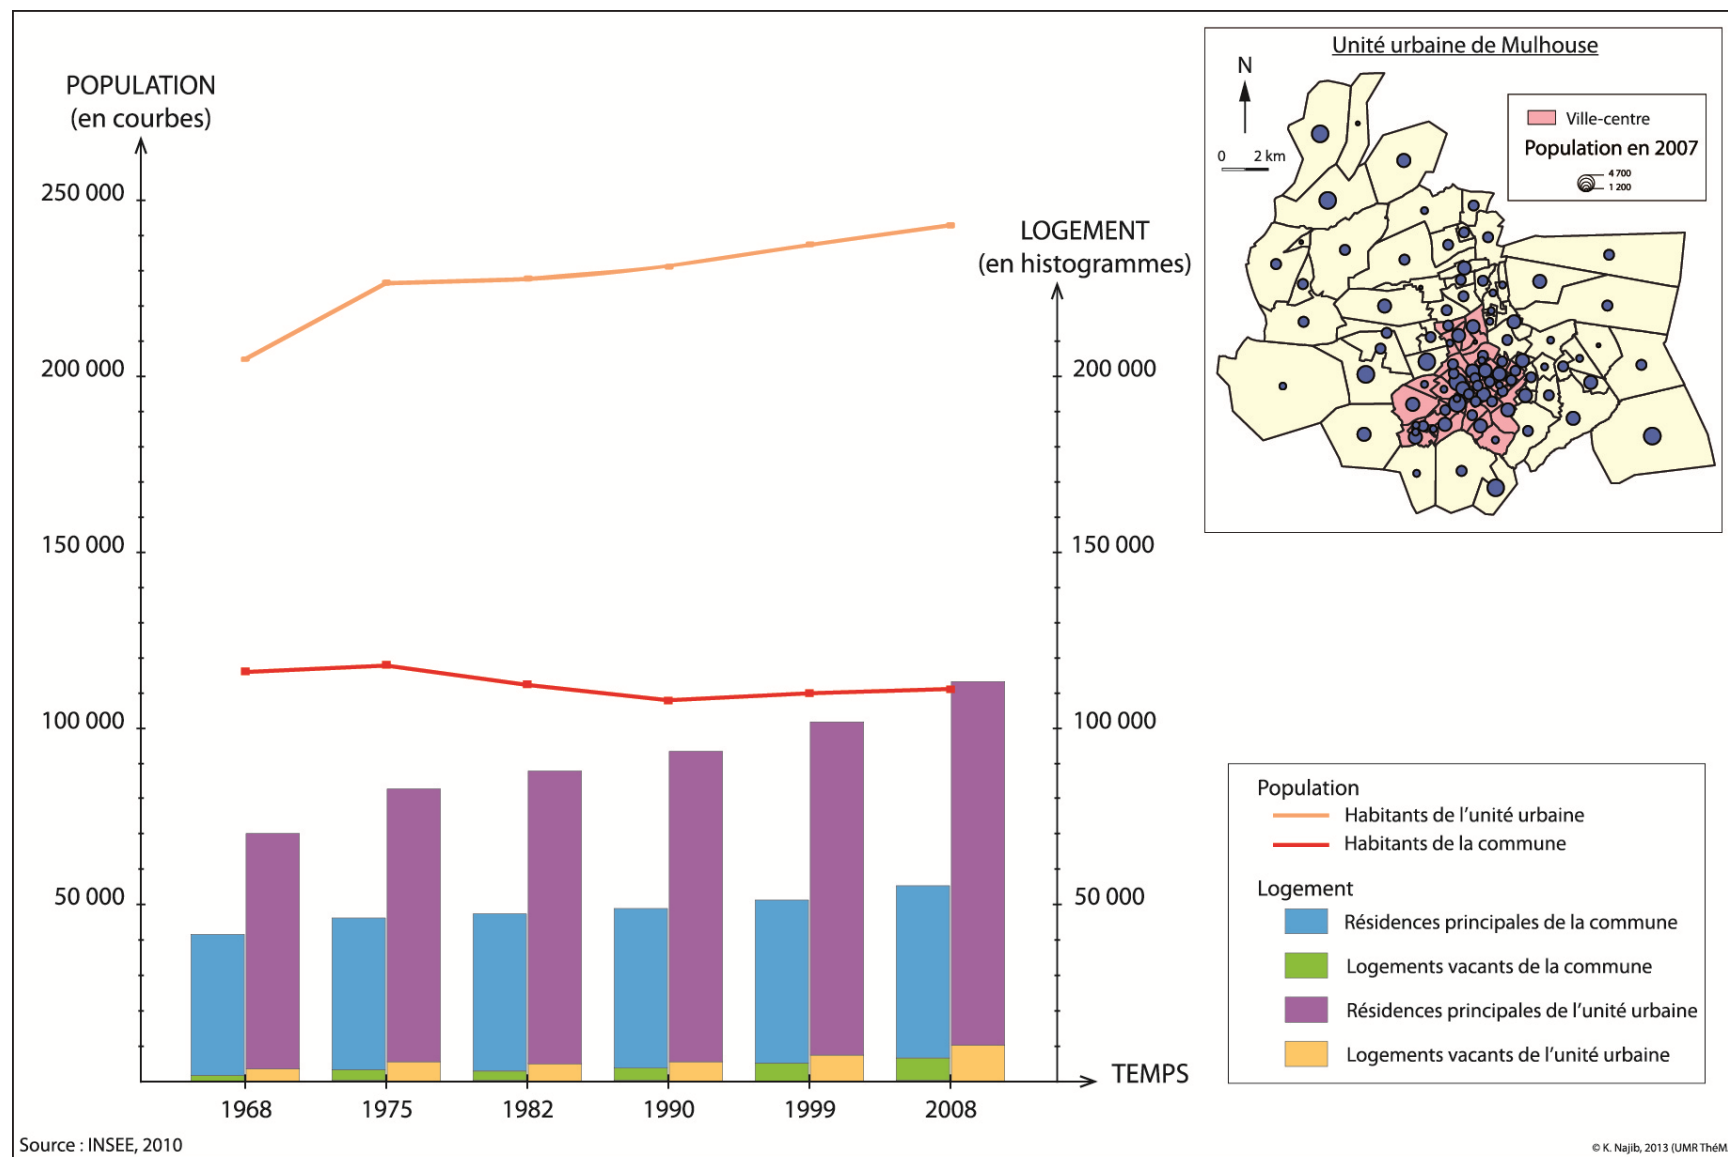 POPULATION
(en courbes)
250 000
200 000
150 000
100 000
50 000
LOGEMENT
(en histogrammes)
200 000
150 000
100 000
50 000
TEMPS
1968
1975
1982
1990
1999
2008
Source : INSEE, 2010
Unité urbaine de Mulhouse
N
0 2 km
Ville-centre
Population en 2007
4 700
1 200
Population
Habitants de l'unité urbaine
Habitants de la commune
Logement
Résidences principales de la commune
Logements vacants de la commune
Résidences principales de l'unité urbaine
Logements vacants de l'unité urbaine
© K. Najib, 2013 (UMR ThéM